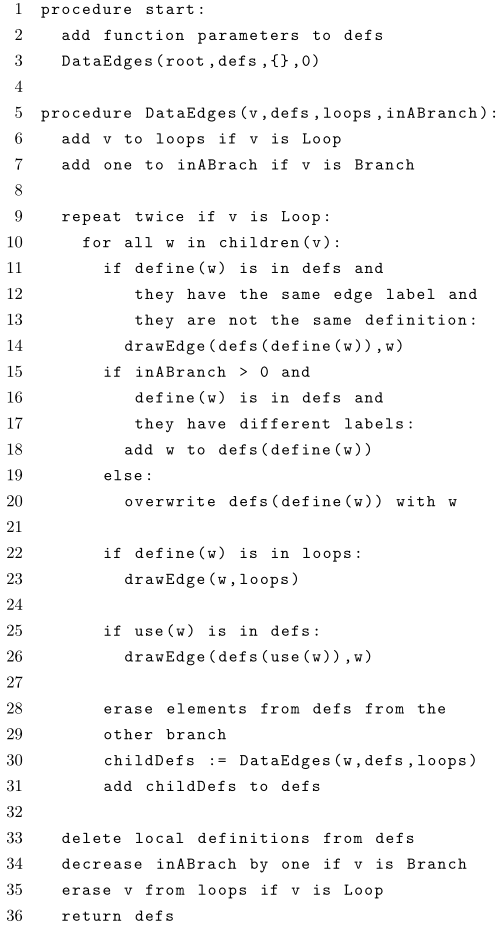 1 procedure start:
2   add function parameters to defs
3   DataEdges(root,defs,{},0)
4
5 procedure DataEdges(v,defs,loops,inABranch):
6   add v to loops if v is Loop
7   add one to inABrach if v is Branch
8
9   repeat twice if v is Loop:
10     for all w in children(v):
11       if define(w) is in defs and
12          they have the same edge label and
13          they are not the same definition:
14         drawEdge(defs(define(w)),w)
15       if inABranch > 0 and
16          define(w) is in defs and
17          they have different labels:
18         add w to defs(define(w))
19       else:
20         overwrite defs(define(w)) with w
21
22       if define(w) is in loops:
23         drawEdge(w,loops)
24
25       if use(w) is in defs:
26         drawEdge(defs(use(w)),w)
27
28       erase elements from defs from the
29       other branch
30       childDefs := DataEdges(w,defs,loops)
31       add childDefs to defs
32
33   delete local definitions from defs
34   decrease inABrach by one if v is Branch
35   erase v from loops if v is Loop
36   return defs